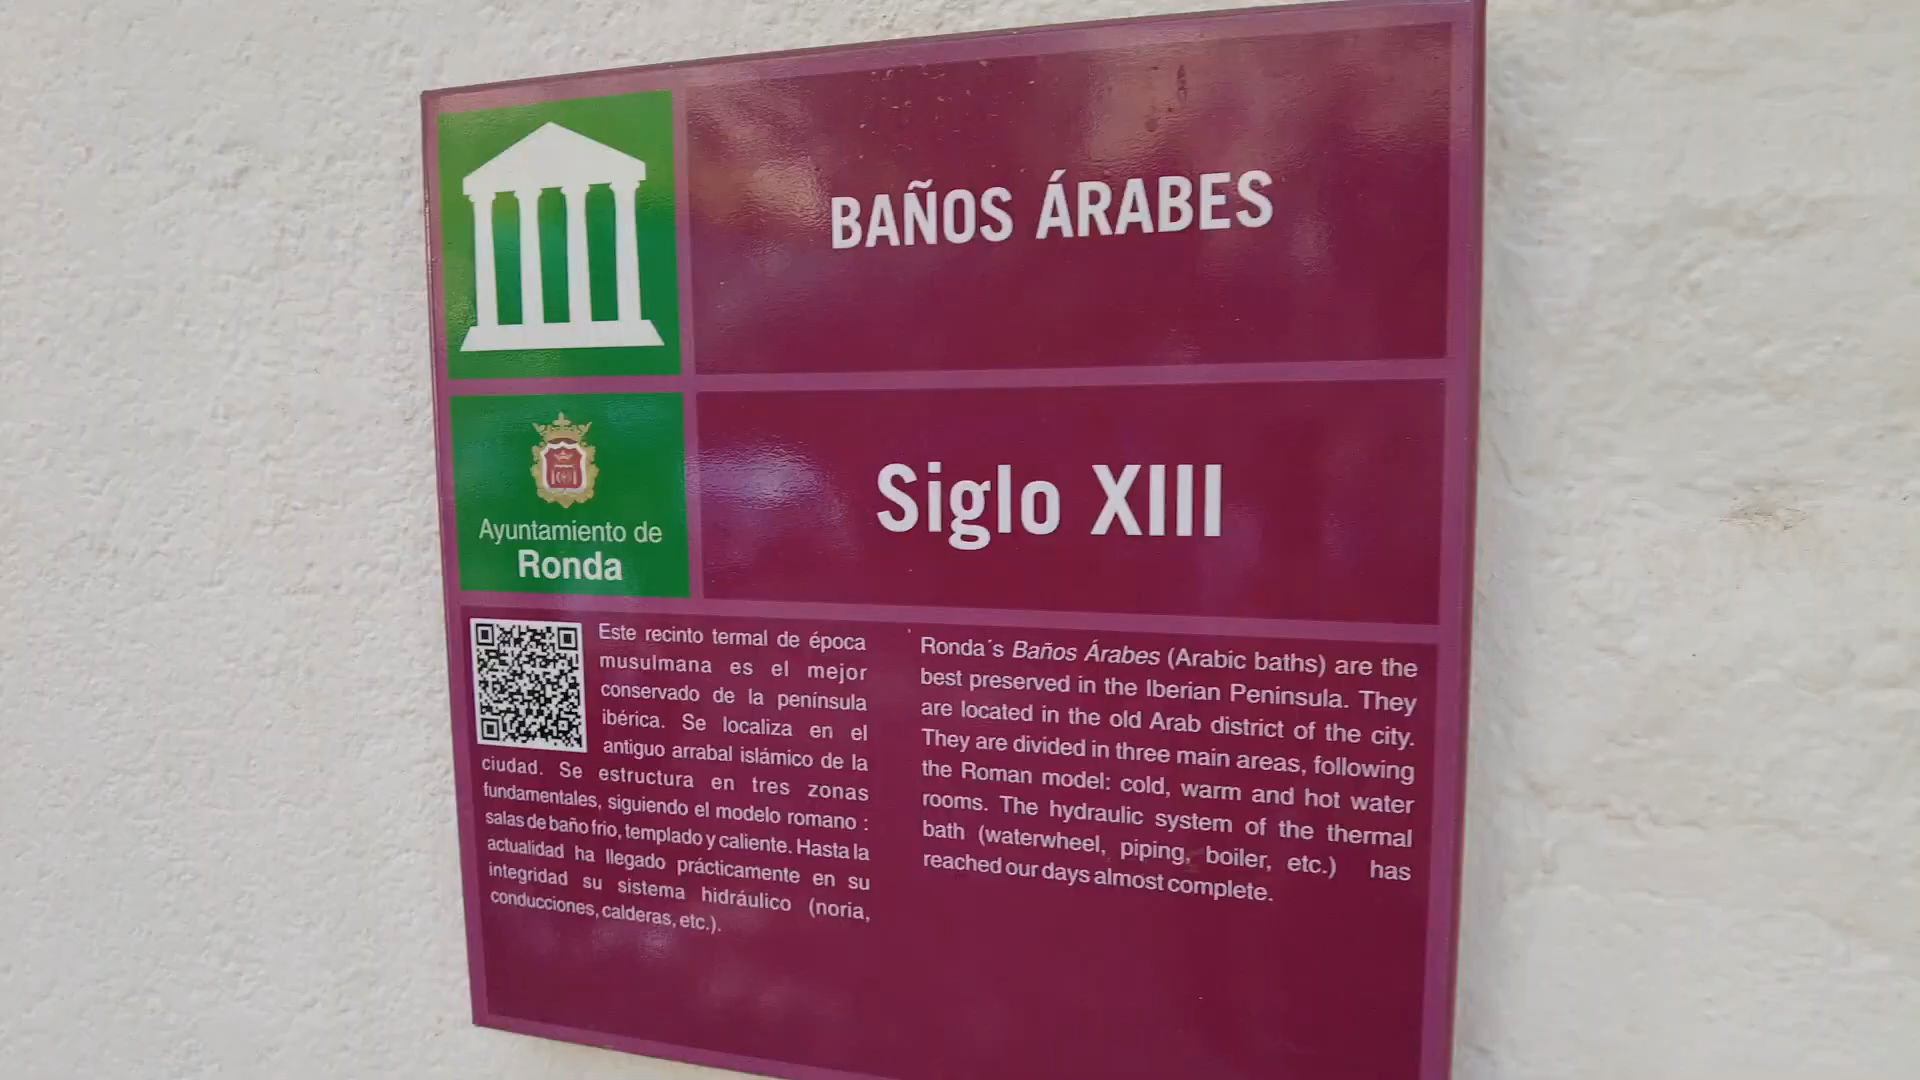 BAÑOS ÁRABES
Ayuntamiento de
Ronda
Siglo XIII
Este recinto termal de época
musulmana es el mejor
conservado de la península
ibérica. Se localiza en el
antiguo arrabal islámico de la
ciudad. Se estructura en tres zonas
fundamentales, siguiendo el modelo romano :
salas de baño frio, templado y caliente. Hasta la
actualidad ha llegado prácticamente en su
integridad su sistema hidráulico (noria,
conducciones, calderas, etc.).
Ronda´s Baños Árabes (Arabic baths) are the
best preserved in the Iberian Peninsula. They
are located in the old Arab district of the city.
They are divided in three main areas, following
the Roman model: cold, warm and hot water
rooms. The hydraulic system of the thermal
bath (waterwheel, piping, boiler, etc.) has
reached our days almost complete.